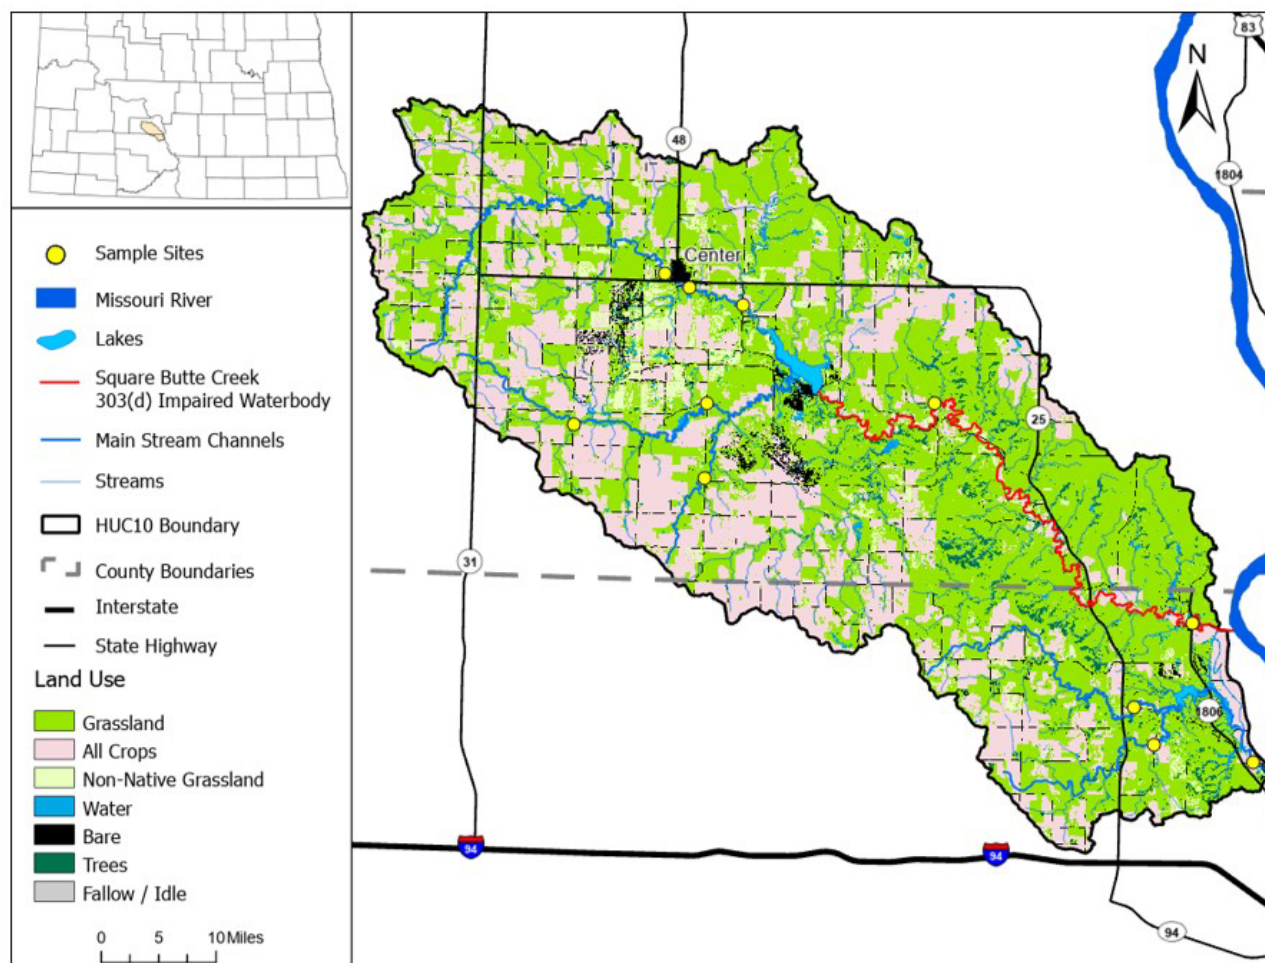 Sample Sites
Missouri River
Lakes
Square Butte Creek
303(d) Impaired Waterbody
Main Stream Channels
Streams
HUC10 Boundary
County Boundaries
Interstate
State Highway
Land Use
Grassland
All Crops
Non-Native Grassland
Water
Bare
Trees
Fallow / Idle
0 5 10 Miles
83
N
48
1804
Center
25
31
1806
94
94
94